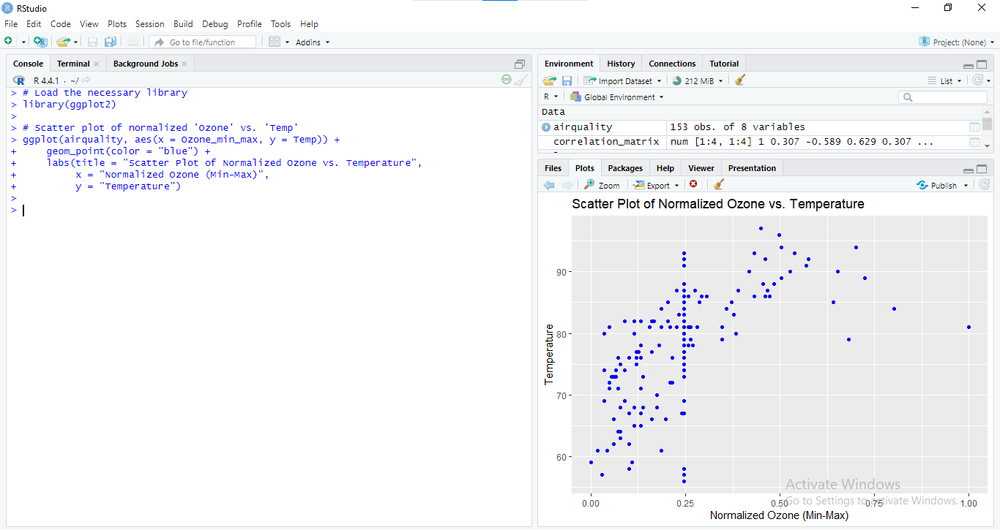 RStudio
File Edit Code View Plots Session Build Debug Profile Tools Help
Go to file/function Addins Project: (None)
Console Terminal Background Jobs
R 4.4.1 · ~/
> # Load the necessary library
> library(ggplot2)
>
> # Scatter plot of normalized 'Ozone' vs. 'Temp'
> ggplot(airquality, aes(x = Ozone_min_max, y = Temp)) +
+ geom_point(color = "blue") +
+ labs(title = "Scatter Plot of Normalized Ozone vs. Temperature",
+ x = "Normalized Ozone (Min-Max)",
+ y = "Temperature")
>
>
Environment History Connections Tutorial
Import Dataset 212 MiB List
R Global Environment
Data
airquality 153 obs. of 8 variables
correlation_matrix num [1:4, 1:4] 1 0.307 -0.589 0.629 0.307 ...
Files Plots Packages Help Viewer Presentation
Zoom Export Publish
Scatter Plot of Normalized Ozone vs. Temperature
Temperature
90
80
70
60
0.00 0.25 0.50 0.75 1.00
Normalized Ozone (Min-Max)
Activate Windows
Go to Settings to activate Windows.